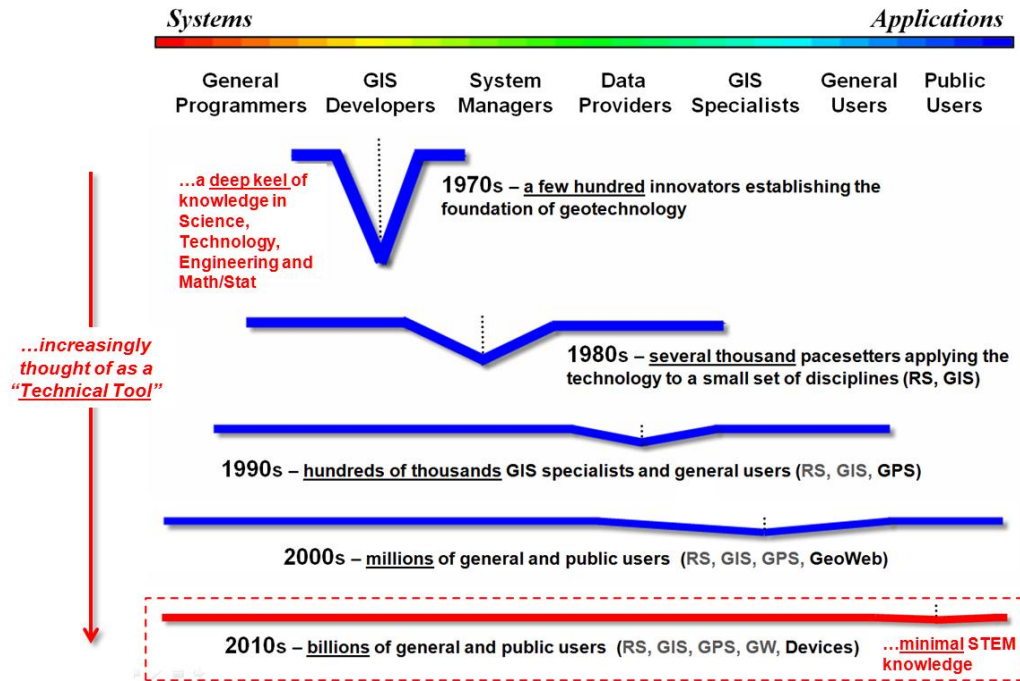 Systems
Applications
General
Programmers
GIS
Developers
System
Managers
Data
Providers
GIS
Specialists
General
Users
Public
Users
…a deep keel of
knowledge in
Science,
Technology,
Engineering and
Math/Stat
1970s – a few hundred innovators establishing the
foundation of geotechnology
…increasingly
thought of as a
“Technical Tool”
1980s – several thousand pacesetters applying the
technology to a small set of disciplines (RS, GIS)
1990s – hundreds of thousands GIS specialists and general users (RS, GIS, GPS)
2000s – millions of general and public users (RS, GIS, GPS, GeoWeb)
2010s – billions of general and public users (RS, GIS, GPS, GW, Devices)
…minimal STEM
knowledge